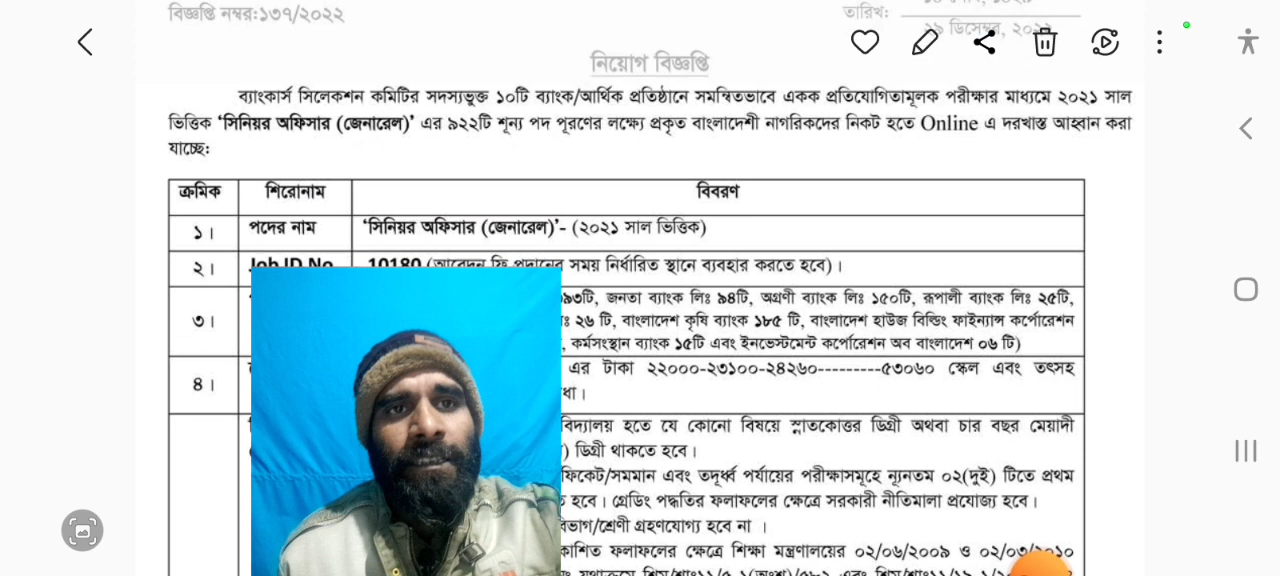 বিজ্ঞপ্তি নম্বর:১৩৭/২০২২
তারিখ:
২৯ ডিসেম্বর, ২০২২
নিয়োগ বিজ্ঞপ্তি
ব্যাংকার্স সিলেকশন কমিটির সদস্যভুক্ত ১০টি ব্যাংক/আর্থিক প্রতিষ্ঠানে সমন্বিতভাবে একক প্রতিযোগিতামূলক পরীক্ষার মাধ্যমে ২০২১ সাল
ভিত্তিক ‘সিনিয়র অফিসার (জেনারেল)’ এর ৯২২টি শূন্য পদ পূরণের লক্ষ্যে প্রকৃত বাংলাদেশী নাগরিকদের নিকট হতে Online এ দরখাস্ত আহ্বান করা
যাচ্ছে:
ক্রমিক শিরোনাম বিবরণ
১। পদের নাম ‘সিনিয়র অফিসার (জেনারেল)’- (২০২১ সাল ভিত্তিক)
২। Job ID No 10180 (আবেদন ফি প্রদানের সময় নির্ধারিত স্থানে ব্যবহার করতে হবে)।
৯৩টি, জনতা ব্যাংক লিঃ ৯৪টি, অগ্রণী ব্যাংক লিঃ ১৫০টি, রূপালী ব্যাংক লিঃ ২৫টি,
৩। ২৬ টি, বাংলাদেশ কৃষি ব্যাংক ১৮৫ টি, বাংলাদেশ হাউজ বিল্ডিং ফাইন্যান্স কর্পোরেশন
, কর্মসংস্থান ব্যাংক ১৫টি এবং ইনভেস্টমেন্ট কর্পোরেশন অব বাংলাদেশ ০৬ টি)
৪। এর টাকা ২২০০০-২৩১০০-২৪২৬০---------৫৩০৬০ স্কেল এবং তৎসহ
ধা।
বিদ্যালয় হতে যে কোনো বিষয়ে স্নাতকোত্তর ডিগ্রী অথবা চার বছর মেয়াদী
) ডিগ্রী থাকতে হবে।
ফিকেট/সমমান এবং তদূর্ধ্ব পর্যায়ের পরীক্ষাসমূহে ন্যূনতম ০২(দুই) টিতে প্রথম
ত হবে। গ্রেডিং পদ্ধতির ফলাফলের ক্ষেত্রে সরকারী নীতিমালা প্রযোজ্য হবে।
বিভাগ/শ্রেণী গ্রহণযোগ্য হবে না ।
কাশিত ফলাফলের ক্ষেত্রে শিক্ষা মন্ত্রণালয়ের ০২/০৬/২০০৯ ও ০২/০৩/২০১০